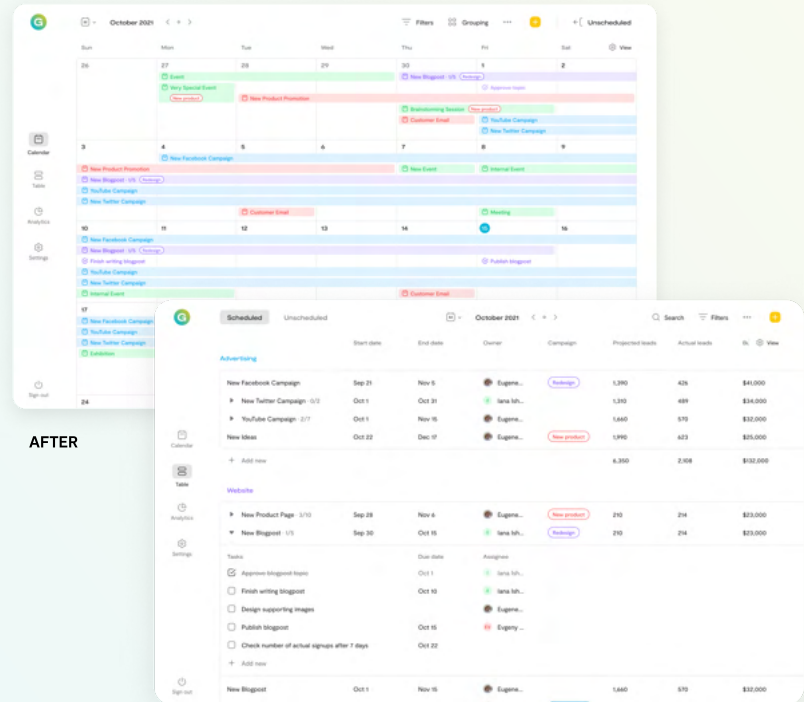 G
October 2021
Filters
Grouping
Unscheduled
Sun Mon Tue Wed Thu Fri Sat View
26 27 28 29 30 1 2
Event
New Blogpost · 1/5 Redesign
Very Special Event
Approve topic
New product
New Product Promotion
Brainstorming Session New product
Customer Email
YouTube Campaign
New Twitter Campaign
Calendar
Table
Analytics
Settings
Sign out
3 4 5 6 7 8 9
New Facebook Campaign
New Product Promotion
New Event
Internal Event
New Blogpost · 1/5 Redesign
YouTube Campaign
New Twitter Campaign
Customer Email
Meeting
10 11 12 13 14 15 16
New Facebook Campaign
New Blogpost · 1/5 Redesign
Finish writing blogpost
Publish blogpost
YouTube Campaign
New Twitter Campaign
Internal Event
Customer Email
17
New Facebook Campaign
YouTube Campaign
New Twitter Campaign
Exhibition
24
AFTER
G
Scheduled
Unscheduled
October 2021
Search
Filters
Start date End date Owner Campaign Projected leads Actual leads View
Advertising
New Facebook Campaign Sep 21 Nov 5 Eugene... Redesign 1,390 426 $41,000
New Twitter Campaign · 0/2 Oct 1 Oct 31 Iana Ish... 1,310 489 $34,000
YouTube Campaign · 2/7 Oct 1 Nov 15 Eugene... 1,660 570 $32,000
New Ideas Oct 22 Dec 17 Eugene... New product 1,990 623 $25,000
+ Add new 6,350 2,108 $132,000
Website
New Product Page · 3/10 Sep 28 Nov 6 Eugene... New product 210 214 $23,000
New Blogpost · 1/5 Sep 30 Oct 15 Iana Ish... Redesign 210 214 $23,000
Tasks Due date Assignee
Approve blogpost topic Oct 1 Iana Ish...
Finish writing blogpost Oct 10 Iana Ish...
Design supporting images Eugene...
Publish blogpost Oct 15 Evgeny ...
Check number of actual signups after 7 days Oct 22
+ Add new
New Blogpost Oct 1 Nov 15 Eugene... 1,660 570 $32,000
Calendar
Table
Analytics
Settings
Sign out